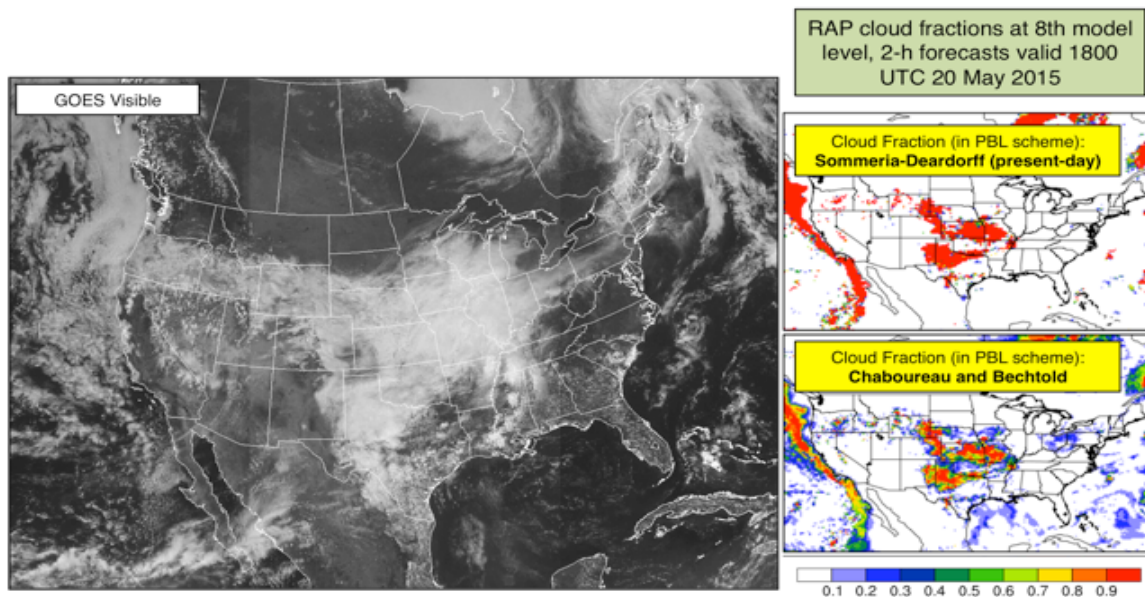 GOES Visible
RAP cloud fractions at 8th model
level, 2-h forecasts valid 1800
UTC 20 May 2015
Cloud Fraction (in PBL scheme):
Sommeria-Deardorff (present-day)
Cloud Fraction (in PBL scheme):
Chaboureau and Bechtold
0.1 0.2 0.3 0.4 0.5 0.6 0.7 0.8 0.9